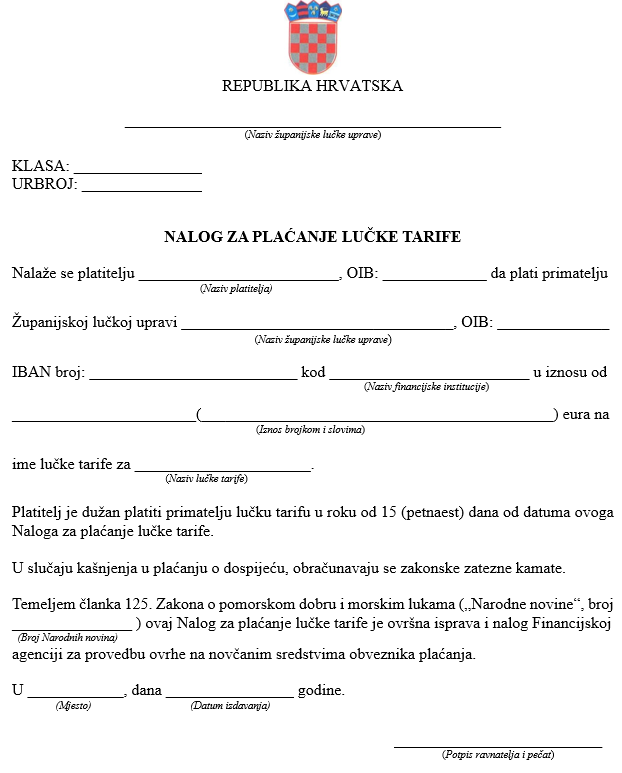 REPUBLIKA HRVATSKA
_______________________________________________
(Naziv županijske lučke uprave)
KLASA: ________________
URBROJ: _______________
NALOG ZA PLAĆANJE LUČKE TARIFE
Nalaže se platitelju _________________________, OIB: _____________ da plati primatelju
(Naziv platitelja)
Županijskoj lučkoj upravi __________________________________, OIB: ______________
(Naziv županijske lučke uprave)
IBAN broj: __________________________ kod _________________________ u iznosu od
(Naziv financijske institucije)
_______________________(____________________________________________) eura na
(Iznos brojkom i slovima)
ime lučke tarife za ______________________.
(Naziv lučke tarife)
Platitelj je dužan platiti primatelju lučku tarifu u roku od 15 (petnaest) dana od datuma ovoga
Naloga za plaćanje lučke tarife.
U slučaju kašnjenja u plaćanju o dospijeću, obračunavaju se zakonske zatezne kamate.
Temeljem članka 125. Zakona o pomorskom dobru i morskim lukama („Narodne novine“, broj
_______________ ) ovaj Nalog za plaćanje lučke tarife je ovršna isprava i nalog Financijskoj
(Broj Narodnih novina)
agenciji za provedbu ovrhe na novčanim sredstvima obveznika plaćanja.
U ____________, dana ________________ godine.
(Mjesto) (Datum izdavanja)
__________________________
(Potpis ravnatelja i pečat)